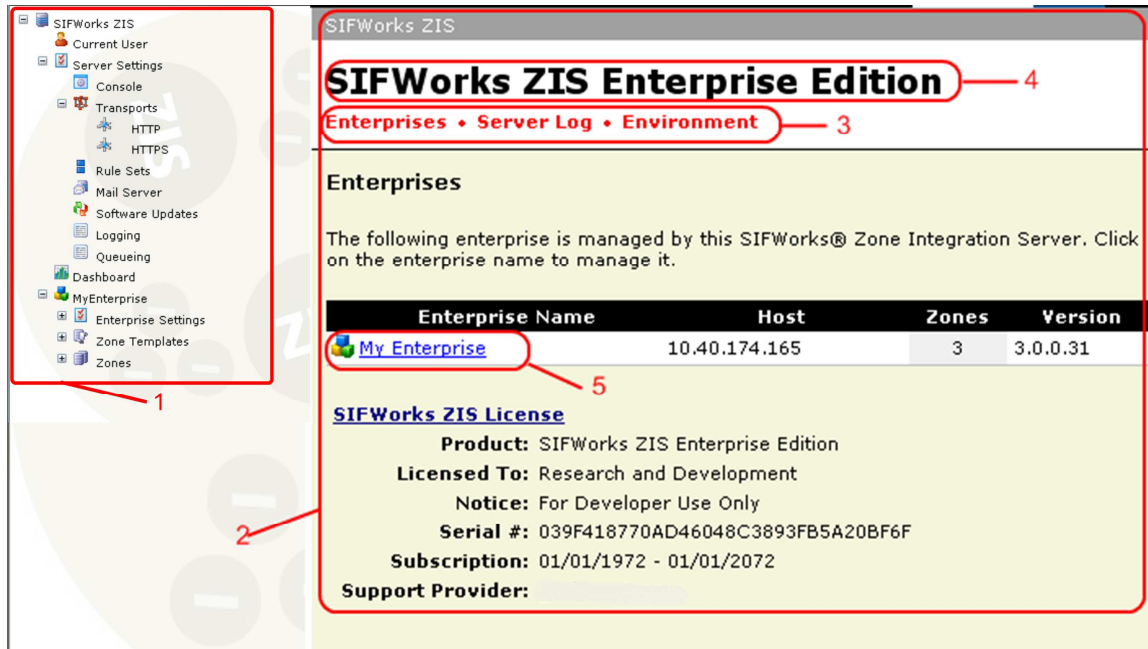 SIFWorks ZIS
Current User
Server Settings
Console
Transports
HTTP
HTTPS
Rule Sets
Mail Server
Software Updates
Logging
Queueing
Dashboard
MyEnterprise
Enterprise Settings
Zone Templates
Zones
1
ZIS
SIFWorks ZIS
SIFWorks ZIS Enterprise Edition
4
Enterprises • Server Log • Environment
3
Enterprises
The following enterprise is managed by this SIFWorks® Zone Integration Server. Click
on the enterprise name to manage it.
Enterprise Name Host Zones Version
My Enterprise 10.40.174.165 3 3.0.0.31
5
SIFWorks ZIS License
Product: SIFWorks ZIS Enterprise Edition
Licensed To: Research and Development
Notice: For Developer Use Only
Serial #: 039F418770AD46048C3893FB5A20BF6F
2
Subscription: 01/01/1972 - 01/01/2072
Support Provider: